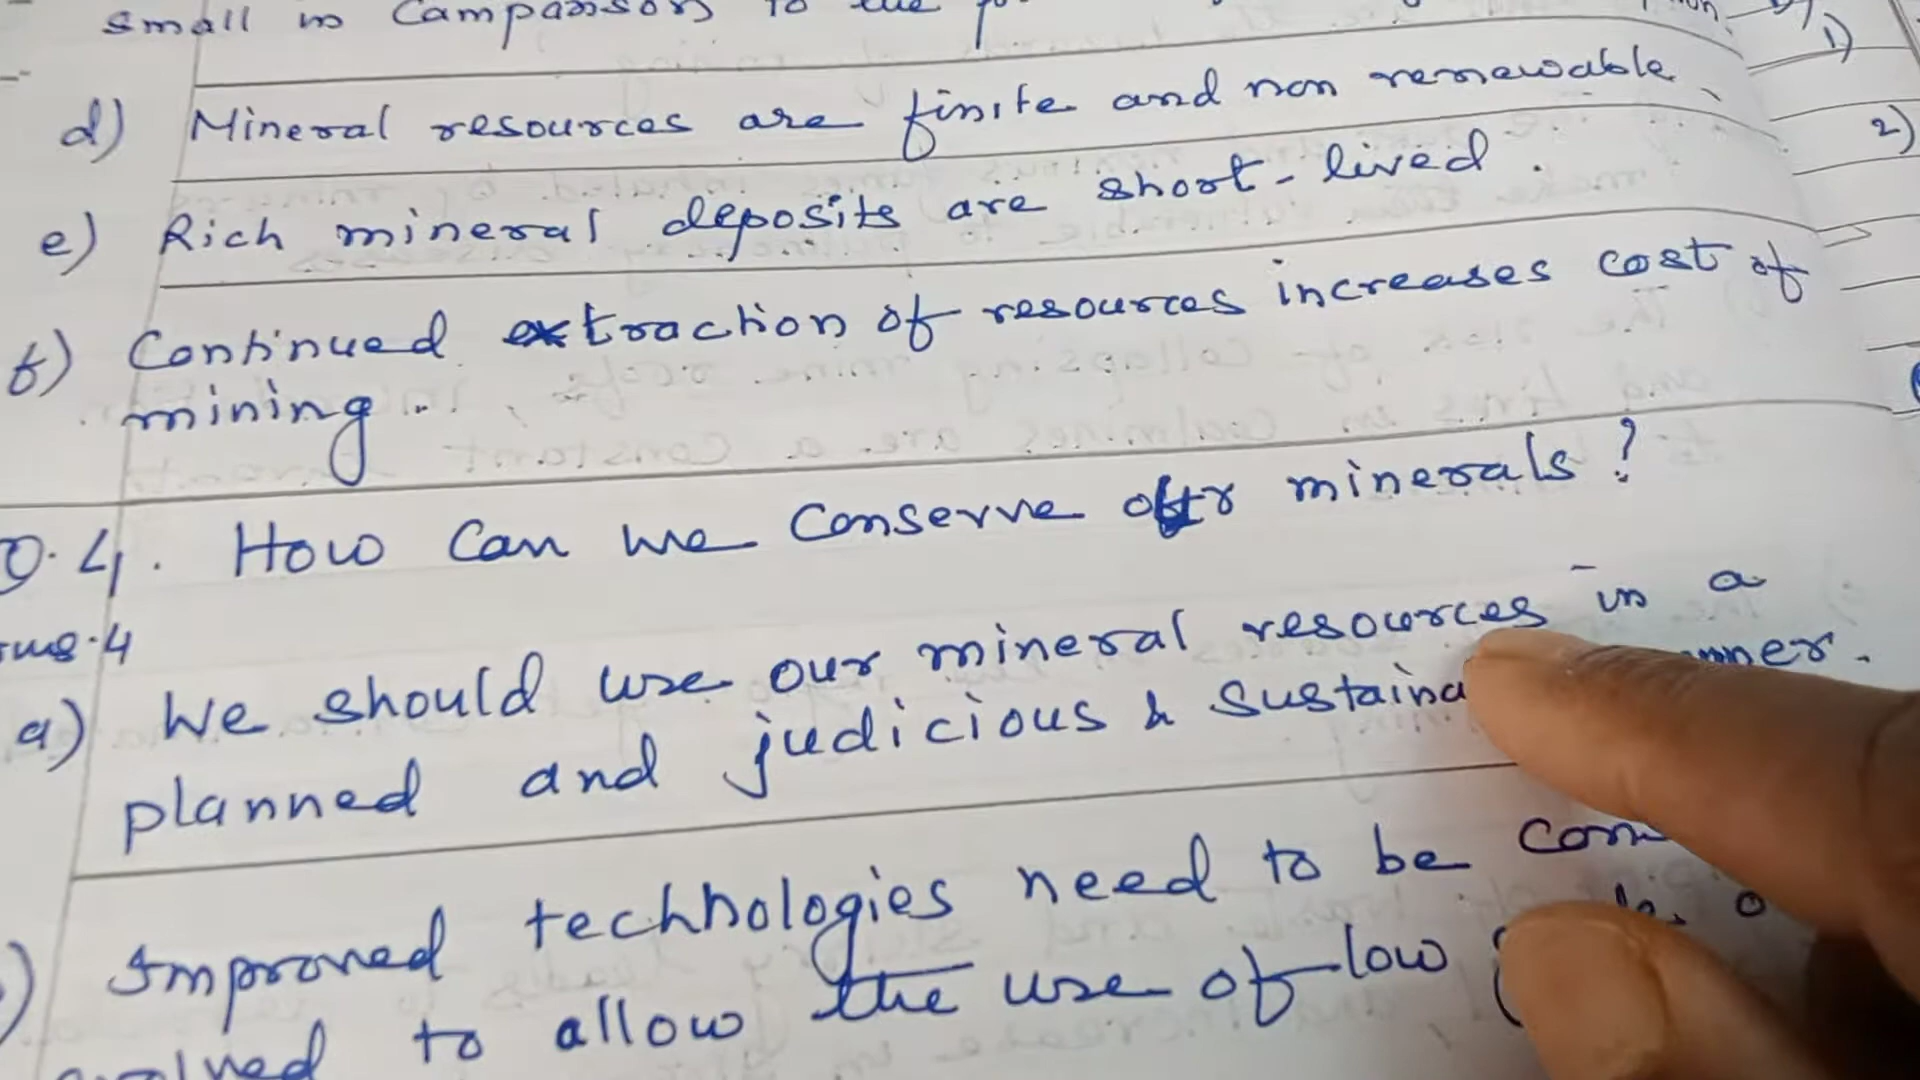 small in Comparison to the
d) Mineral resources are finite and non renewable.
e) Rich mineral deposits are short-lived.
f) Continued extraction of resources increases cost of
mining.
4. How Can we Conserve our minerals?
4
a) We should use our mineral resources in a
planned and judicious & sustaina nner.
Improved technologies need to be Con
to allow the use of low
1)
2)